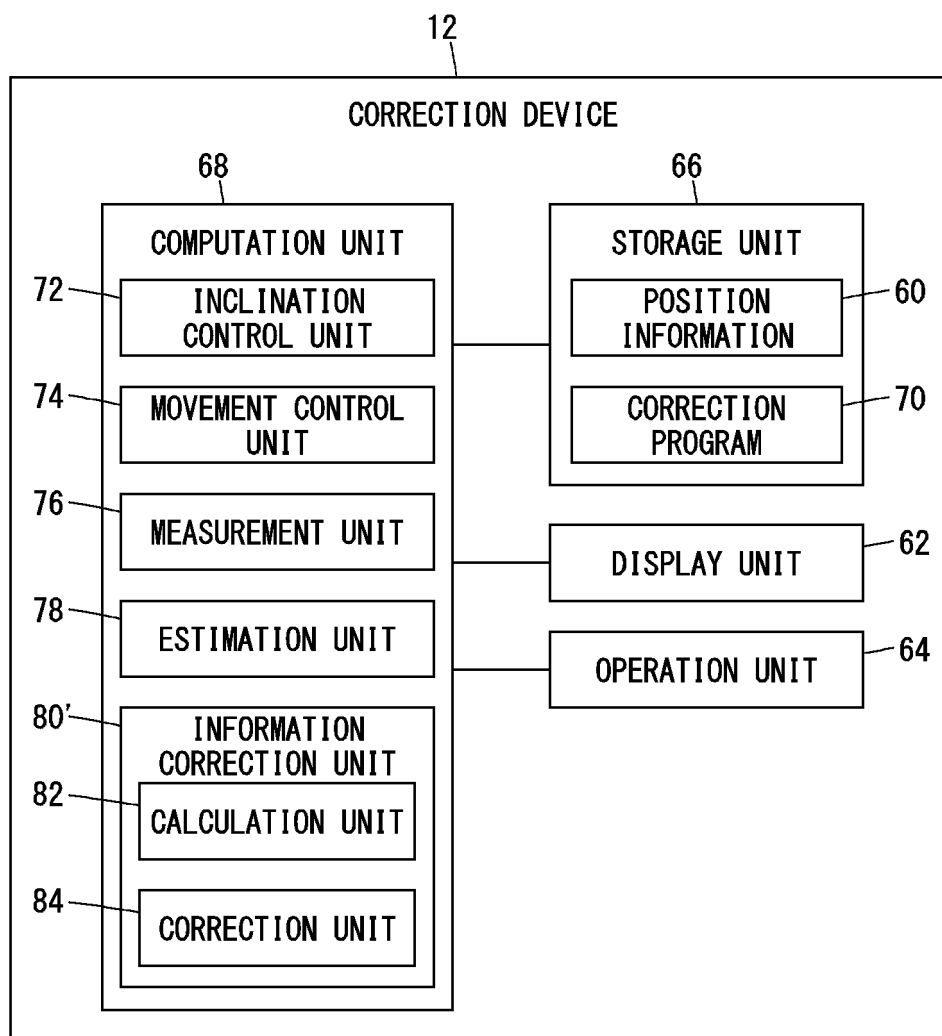 12
CORRECTION DEVICE
68
COMPUTATION UNIT
72
INCLINATION
CONTROL UNIT
74
MOVEMENT CONTROL
UNIT
76
MEASUREMENT UNIT
78
ESTIMATION UNIT
80'
INFORMATION
CORRECTION UNIT
82
CALCULATION UNIT
84
CORRECTION UNIT
66
STORAGE UNIT
POSITION
INFORMATION
60
CORRECTION
PROGRAM
70
DISPLAY UNIT
62
OPERATION UNIT
64